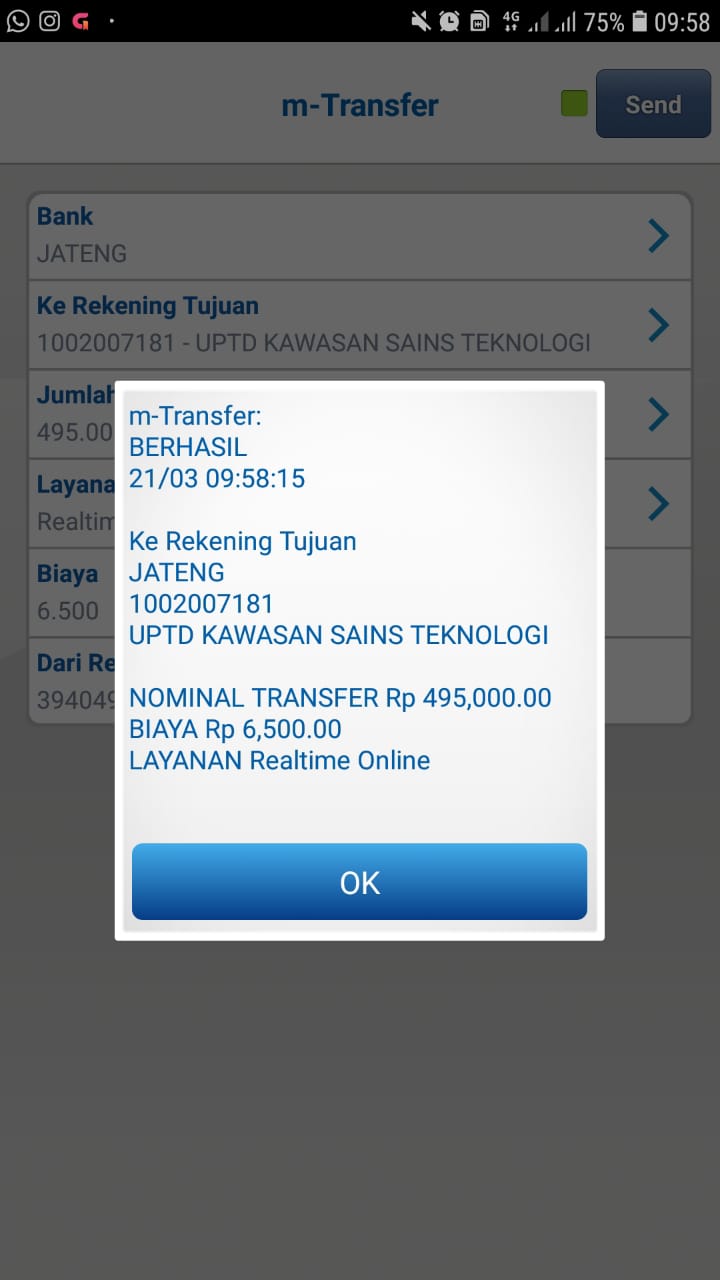 4G 75% 09:58
m-Transfer
Send
Bank
JATENG
Ke Rekening Tujuan
1002007181 - UPTD KAWASAN SAINS TEKNOLOGI
Jumlah
495.00
Layana
Realtim
Biaya
6.500
Dari Re
394049
m-Transfer:
BERHASIL
21/03 09:58:15
Ke Rekening Tujuan
JATENG
1002007181
UPTD KAWASAN SAINS TEKNOLOGI
NOMINAL TRANSFER Rp 495,000.00
BIAYA Rp 6,500.00
LAYANAN Realtime Online
OK